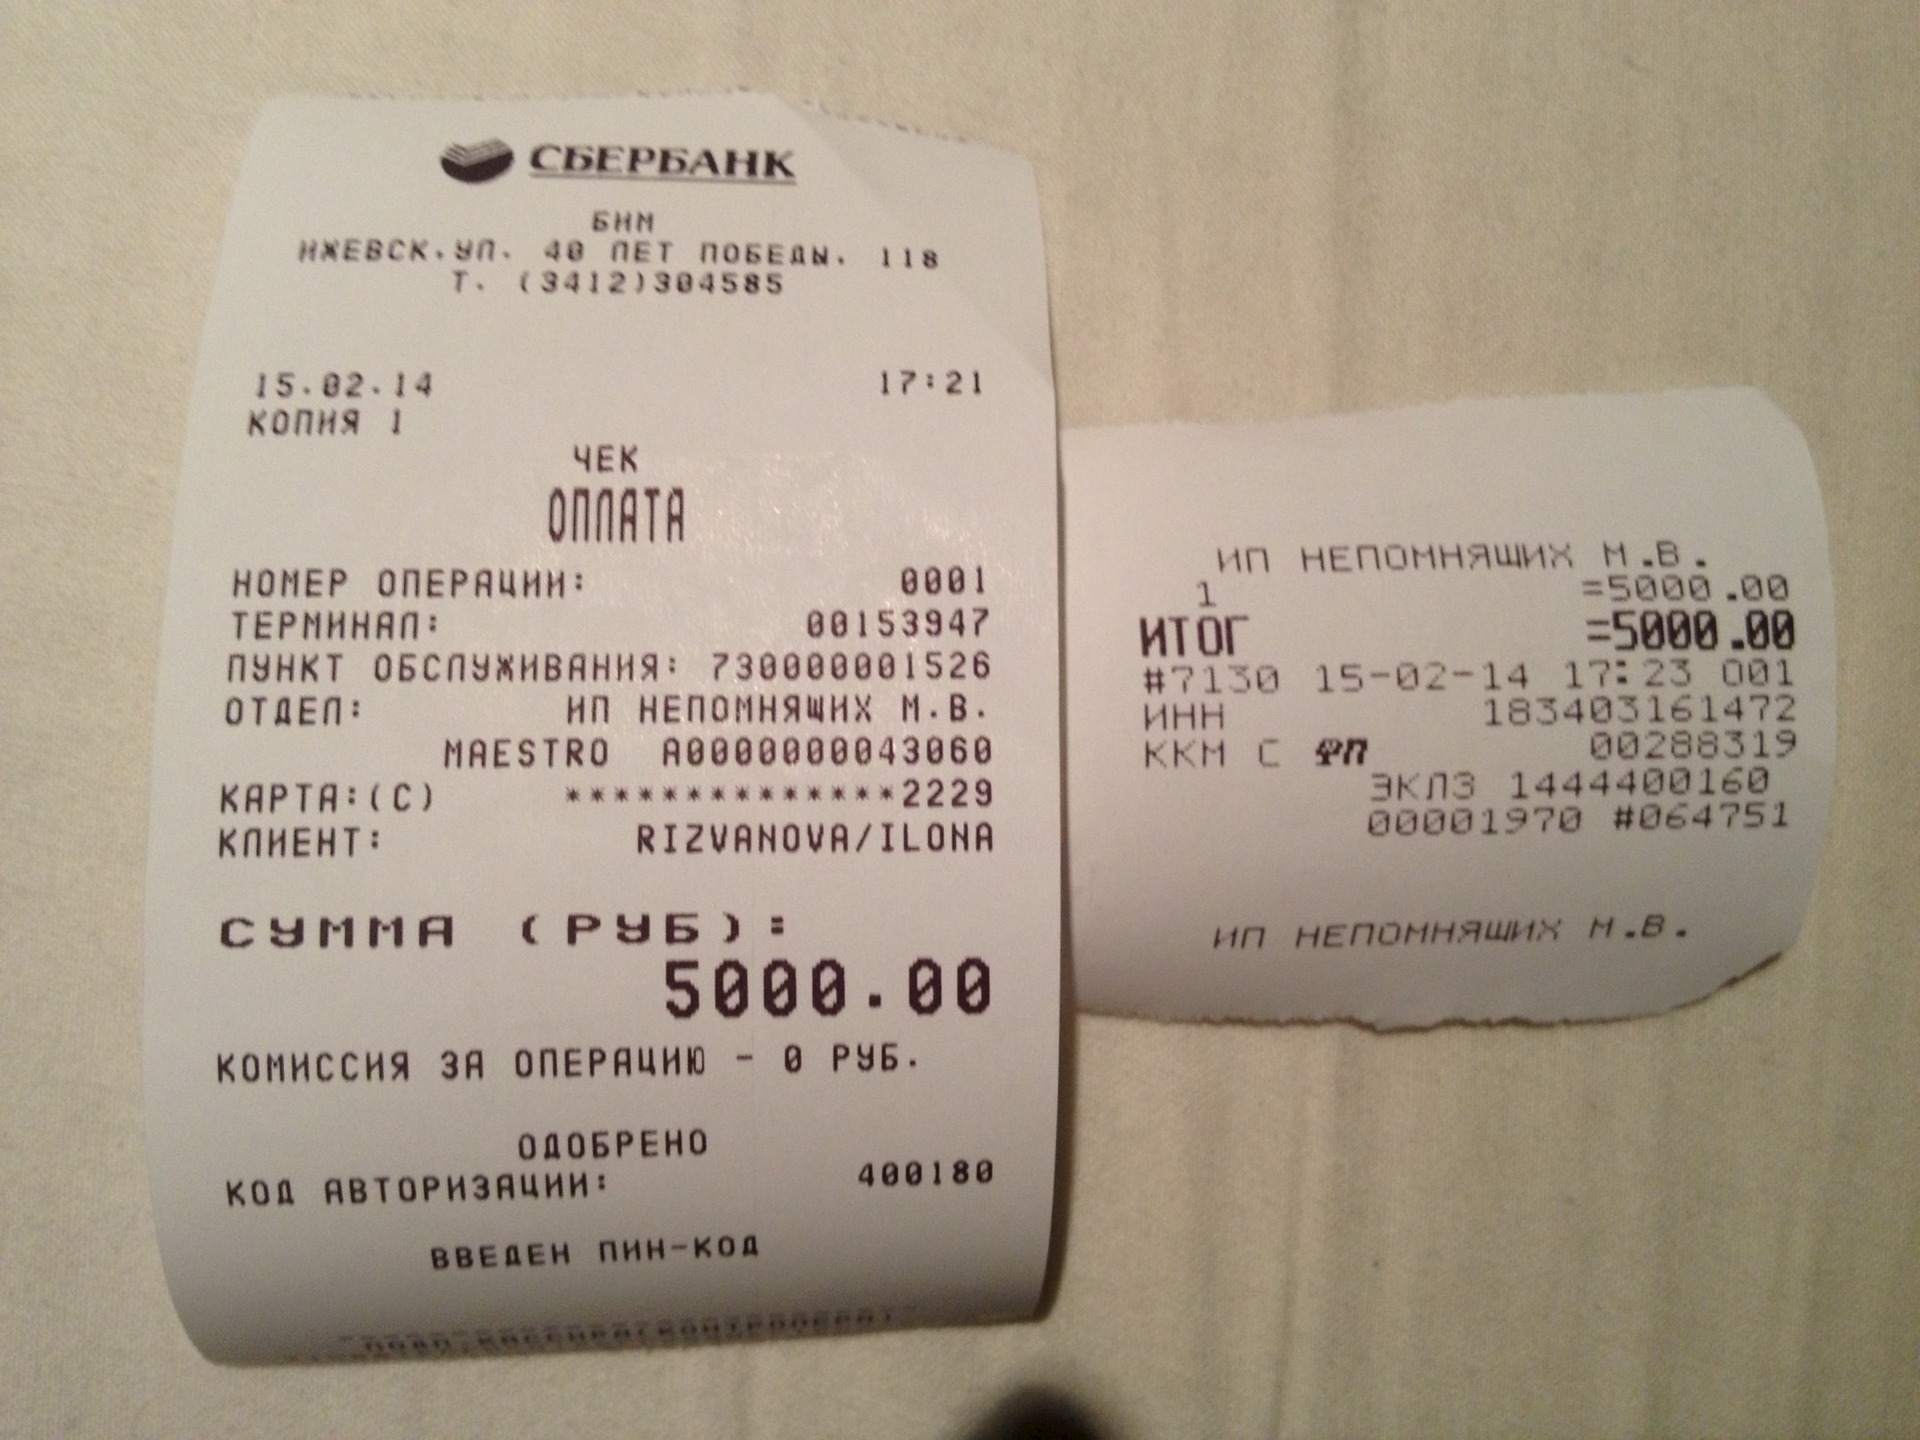 СБЕРБАНК
БНМ
ИЖЕВСК.УЛ. 40 ЛЕТ ПОБЕДЫ. 118
Т. (3412)304585
15.02.14 17:21
КОПИЯ 1
ЧЕК
ОПЛАТА
НОМЕР ОПЕРАЦИИ: 0001
ТЕРМИНАЛ: 00153947
ПУНКТ ОБСЛУЖИВАНИЯ: 730000001526
ОТДЕЛ: ИП НЕПОМНЯЩИХ М.В.
MAESTRO A0000000043060
КАРТА:(С) **************2229
КЛИЕНТ: RIZVANOVA/ILONA
СУММА (РУБ):
5000.00
КОМИССИЯ ЗА ОПЕРАЦИЮ - 0 РУБ.
ОДОБРЕНО
КОД АВТОРИЗАЦИИ: 400180
ВВЕДЕН ПИН-КОД
ИП НЕПОМНЯЩИХ М.В.
1 =5000.00
ИТОГ =5000.00
#7130 15-02-14 17:23 001
ИНН 183403161472
ККМ С ФП 00288319
ЭКЛЗ 1444400160
00001970 #064751
ИП НЕПОМНЯЩИХ М.В.